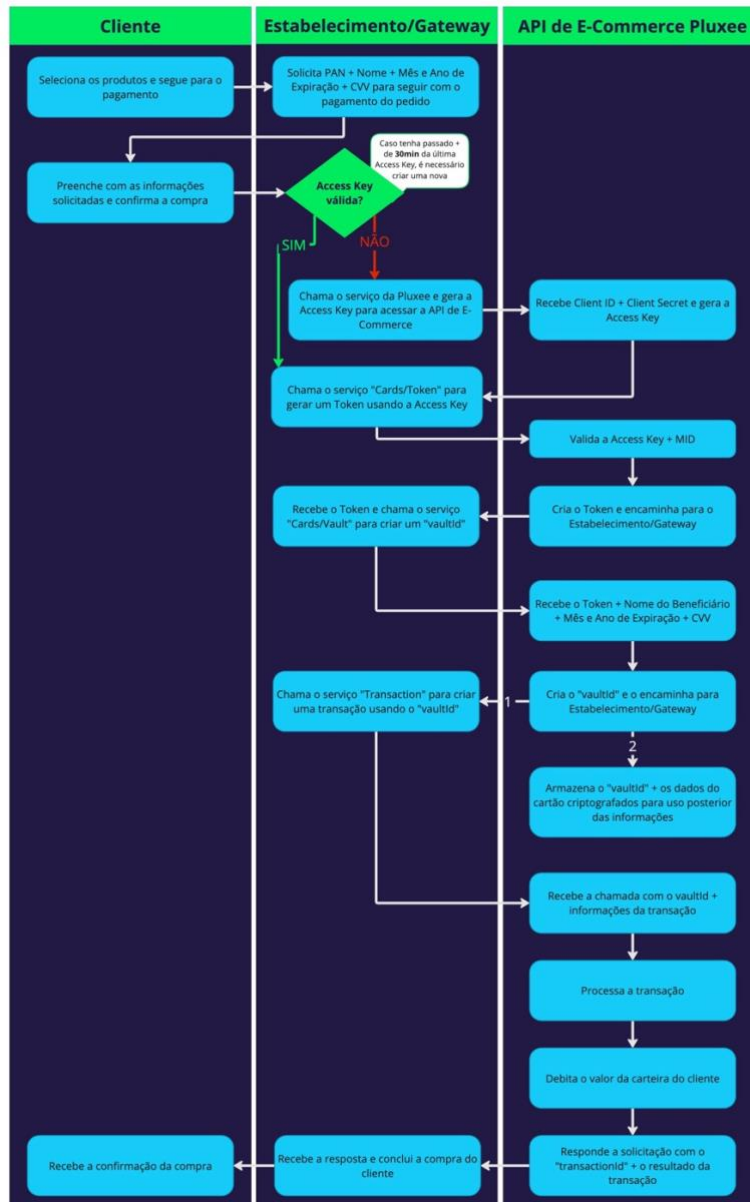 Cliente
Estabelecimento/Gateway
API de E-Commerce Pluxee
Seleciona os produtos e segue para o
pagamento
Solicita PAN + Nome + Mês e Ano de
Expiração + CVV para seguir com o
pagamento do pedido
Caso tenha passado +
de 30min da última
Access Key, é necessário
criar uma nova
Preenche com as informações
solicitadas e confirma a compra
Access Key
válida?
SIM
NÃO
Chama o serviço da Pluxee e gera a
Access Key para acessar a API de E-
Commerce
Recebe Client ID + Client Secret e gera a
Access Key
Chama o serviço "Cards/Token" para
gerar um Token usando a Access Key
Valida a Access Key + MID
Recebe o Token e chama o serviço
"Cards/Vault" para criar um "vaultId"
Cria o Token e encaminha para o
Estabelecimento/Gateway
Recebe o Token + Nome do Beneficiário
+ Mês e Ano de Expiração + CVV
Chama o serviço "Transaction" para criar
uma transação usando o "vaultId"
1
Cria o "vaultId" e o encaminha para
Estabelecimento/Gateway
2
Armazena o "vaultId" + os dados do
cartão criptografados para uso posterior
das informações
Recebe a chamada com o vaultId +
informações da transação
Processa a transação
Debita o valor da carteira do cliente
Recebe a confirmação da compra
Recebe a resposta e conclui a compra do
cliente
Responde a solicitação com o
"transactionId" + o resultado da
transação